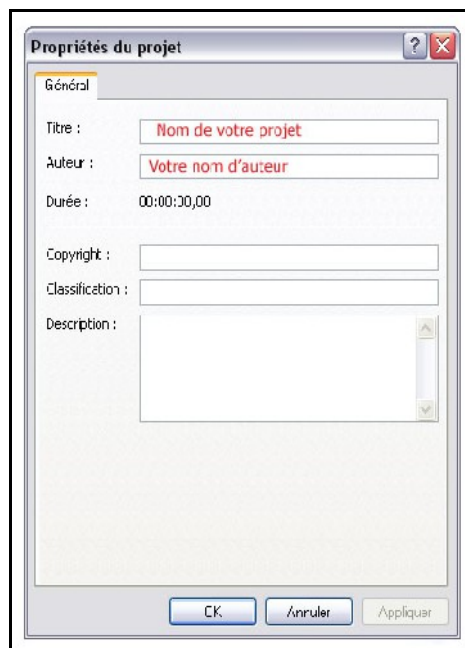 Propriétés du projet
Général
Titre : Nom de votre projet
Auteur : Votre nom d'auteur
Durée : 00:00:00,00
Copyright :
Classification :
Description :
OK Annuler Appliquer